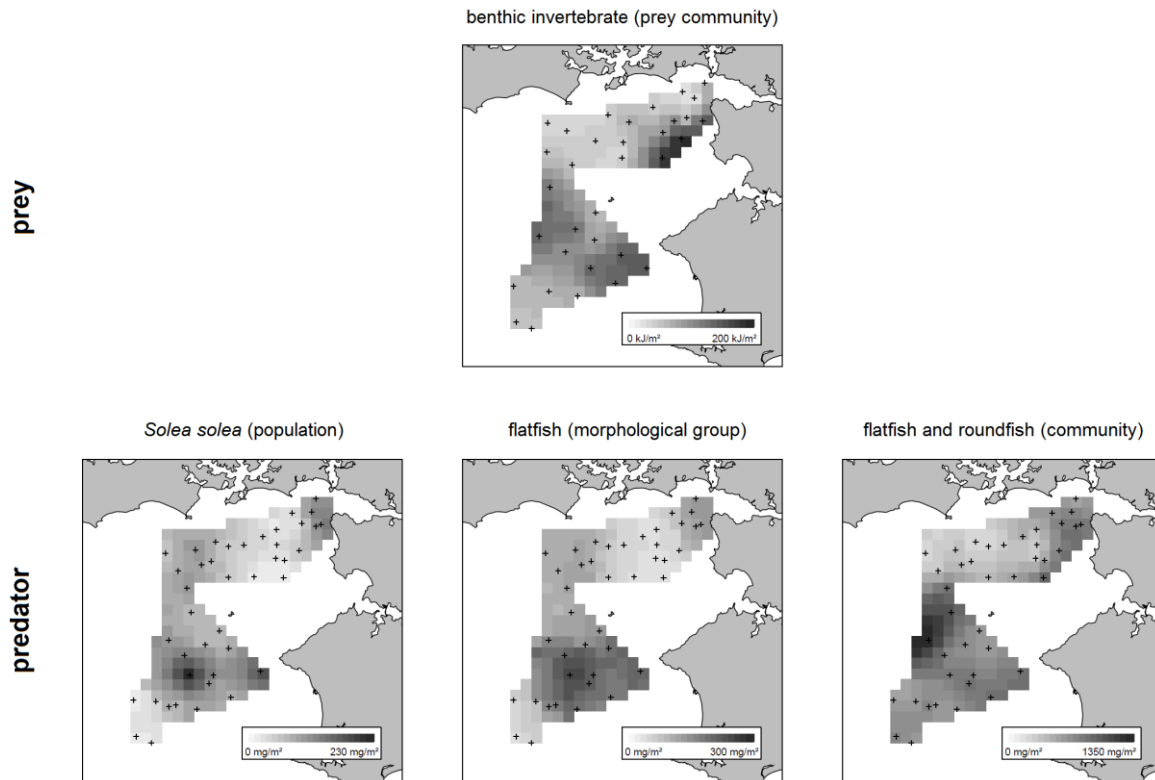 benthic invertebrate (prey community)
prey
0 kJ/m² 200 kJ/m²
Solea solea (population)
flatfish (morphological group)
flatfish and roundfish (community)
predator
0 mg/m² 230 mg/m²
0 mg/m² 300 mg/m²
0 mg/m² 1350 mg/m²